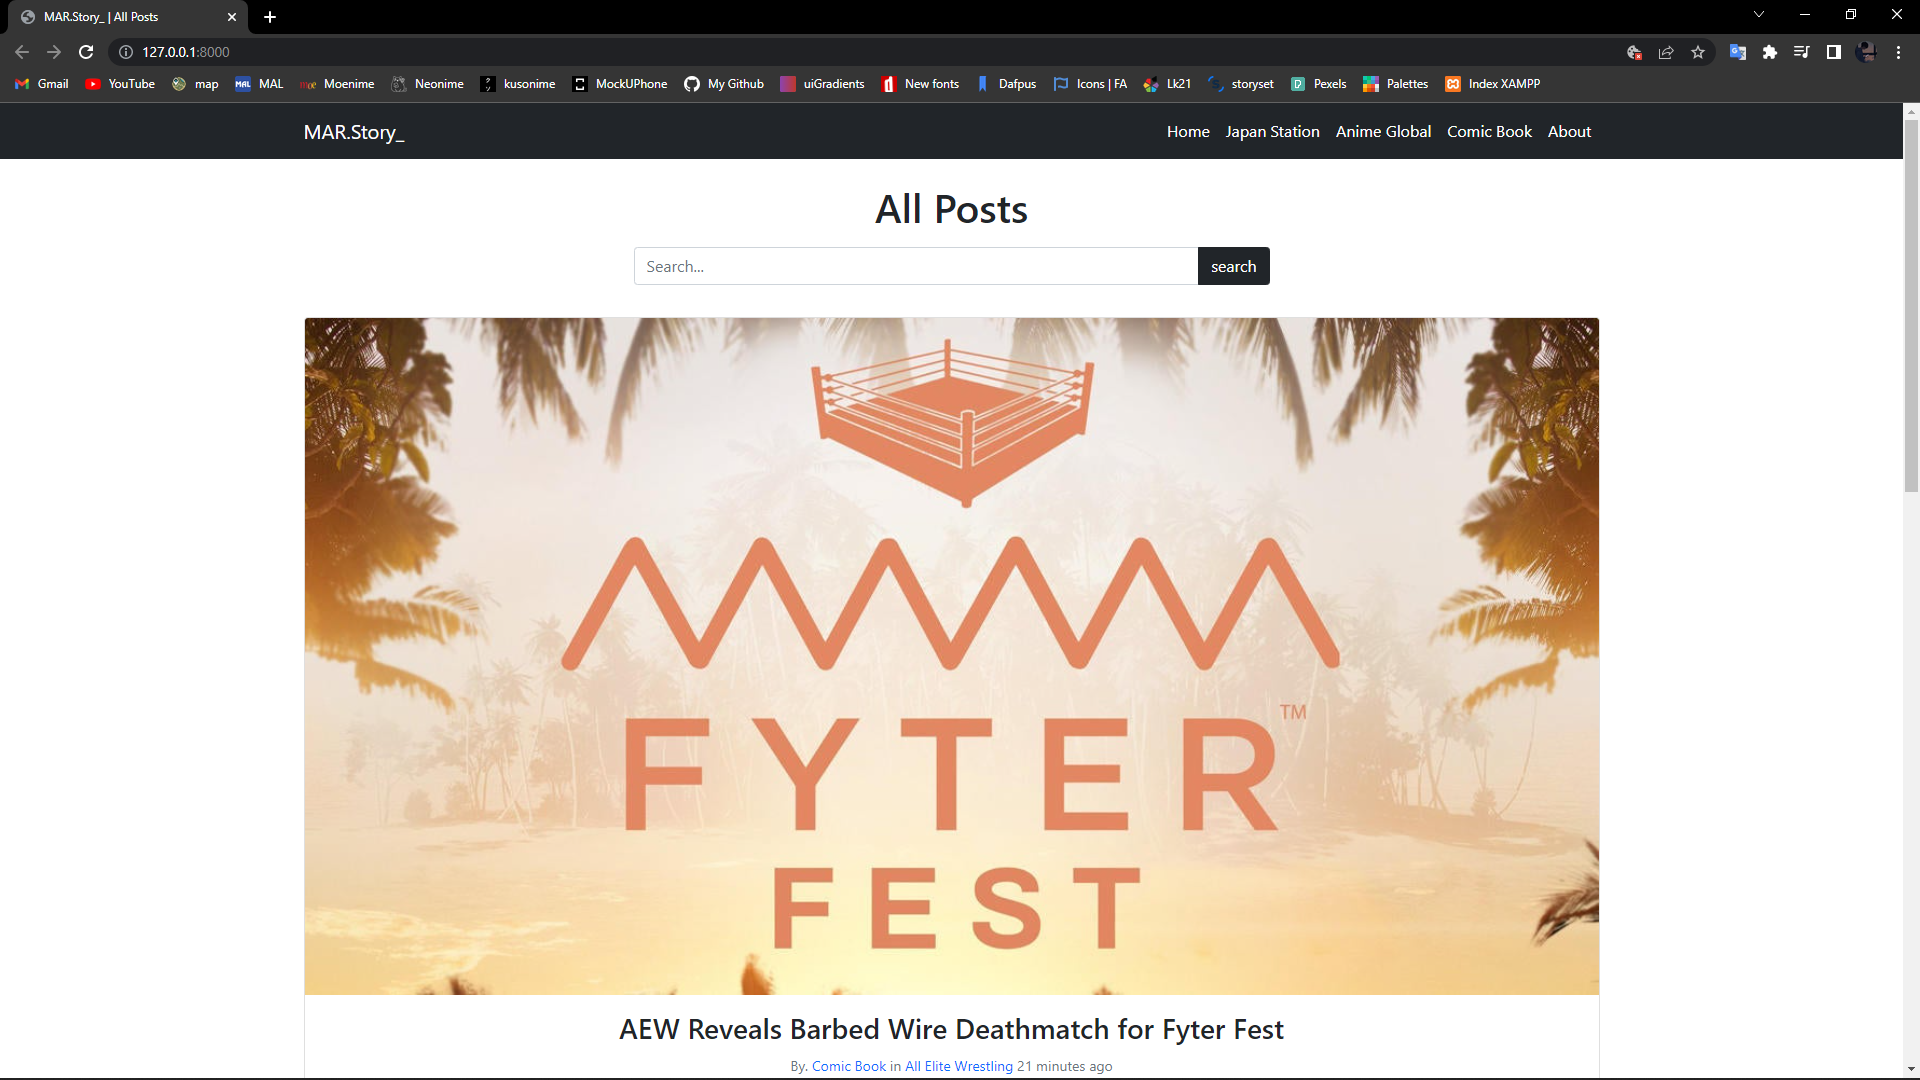 MAR.Story_ | All Posts
127.0.0.1:8000
Gmail YouTube map MAL Moenime Neonime kusonime MockUPhone My Github uiGradients New fonts Dafpus Icons | FA Lk21 storyset Pexels Palettes Index XAMPP
MAR.Story_ Home Japan Station Anime Global Comic Book About
All Posts
Search... search
FYTER TM
FEST
AEW Reveals Barbed Wire Deathmatch for Fyter Fest
By. Comic Book in All Elite Wrestling 21 minutes ago